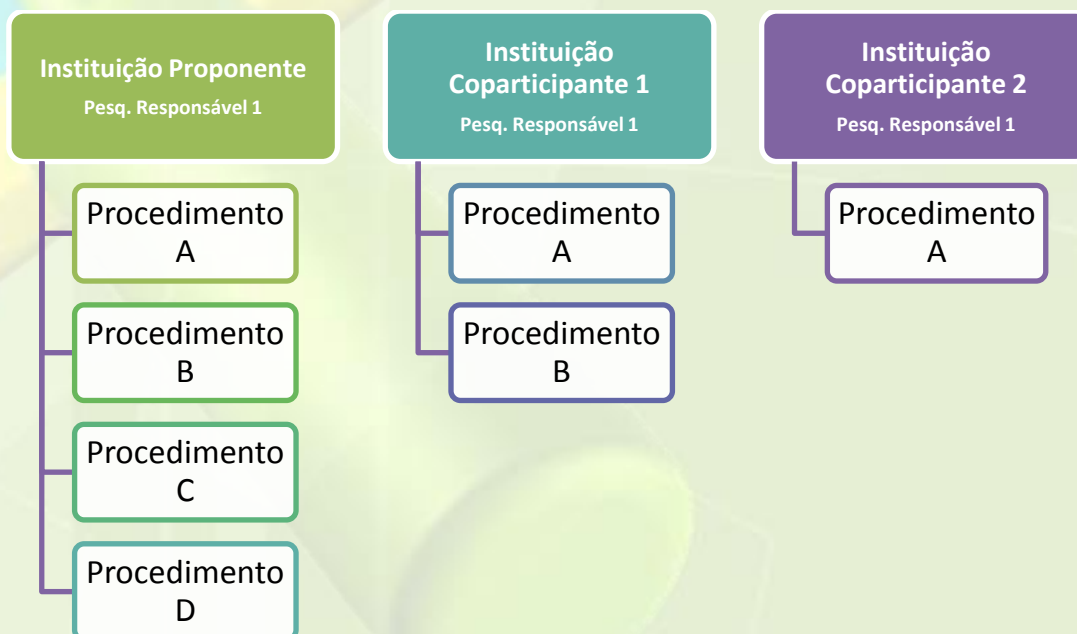 Instituição Proponente
Pesq. Responsável 1
Procedimento
A
Procedimento
B
Procedimento
C
Procedimento
D
Instituição
Coparticipante 1
Pesq. Responsável 1
Procedimento
A
Procedimento
B
Instituição
Coparticipante 2
Pesq. Responsável 1
Procedimento
A